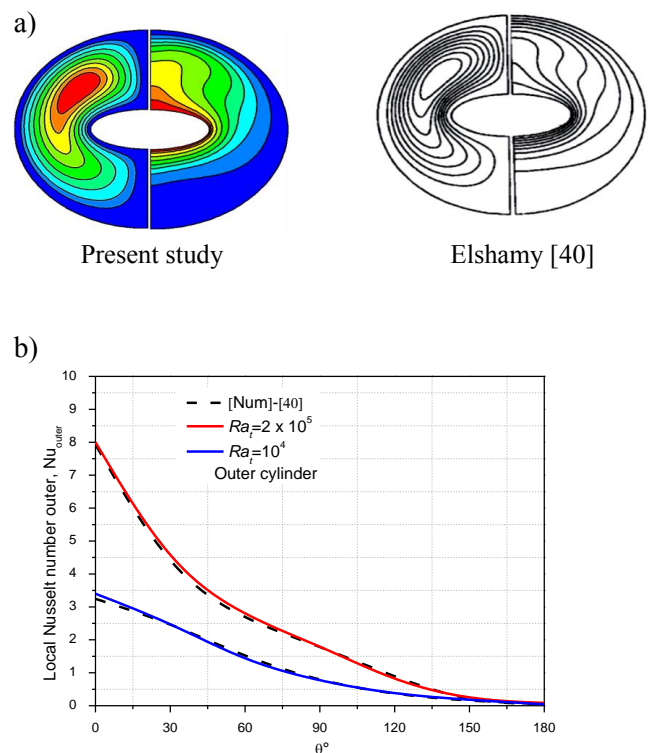 a)
Present study
Elshamy [40]
b)
Local Nusselt number outer, Nu_outer
10
9
8
7
6
5
4
3
2
1
0
[Num]-[40]
Ra_t=2 x 10^5
Ra_t=10^4
Outer cylinder
0 30 60 90 120 150 180
θ°